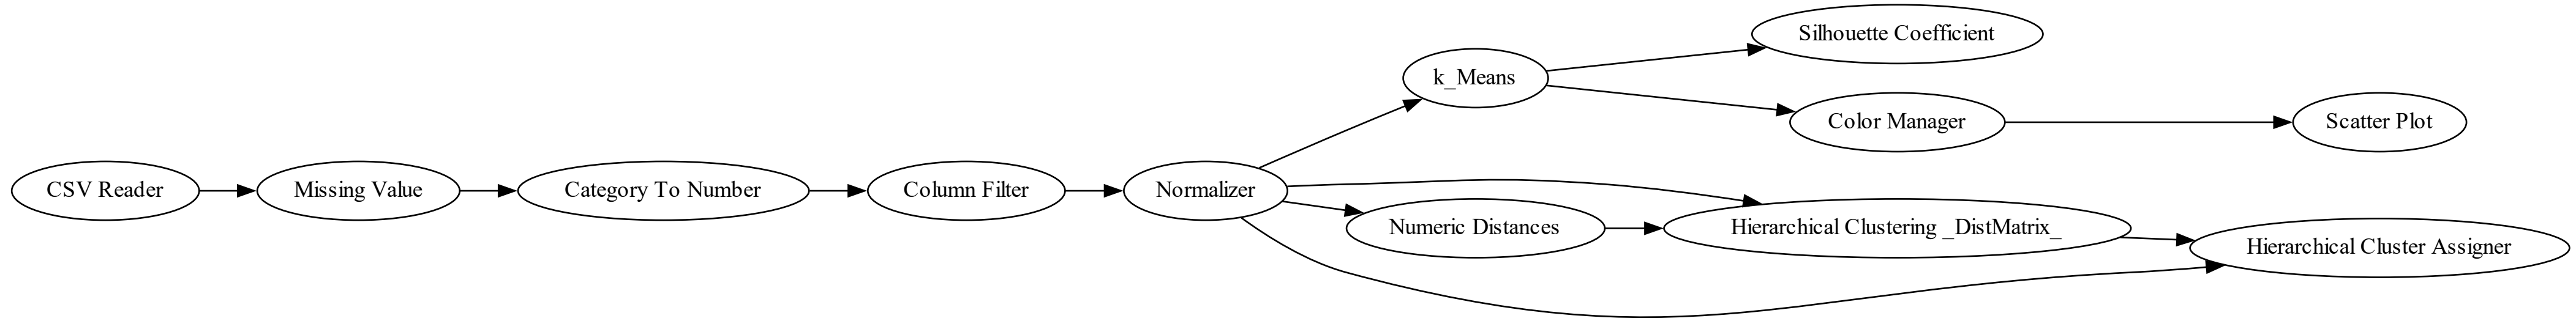 CSV Reader
Missing Value
Category To Number
Column Filter
Normalizer
k_Means
Silhouette Coefficient
Color Manager
Scatter Plot
Numeric Distances
Hierarchical Clustering _DistMatrix_
Hierarchical Cluster Assigner